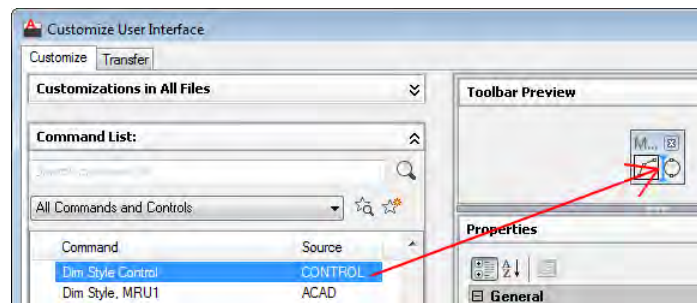 Customize User Interface
Customize Transfer
Customizations in All Files
Toolbar Preview
Command List:
M...
All Commands and Controls
Properties
Command Source
Dim Style Control CONTROL
Dim Style, MRU1 ACAD
General